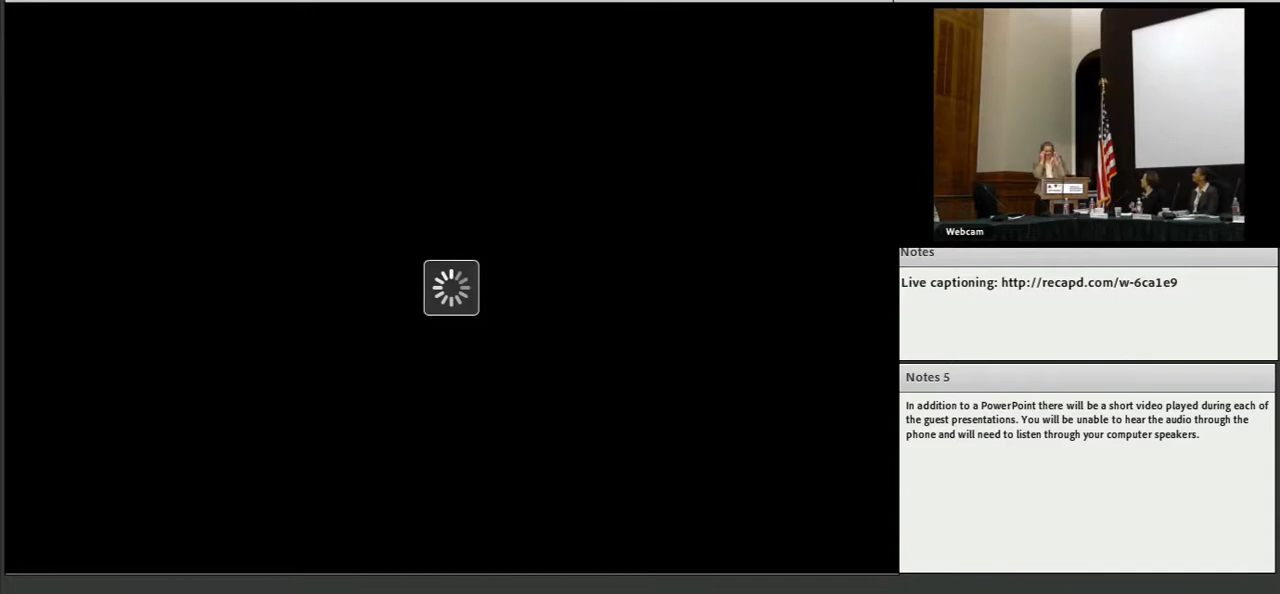 Webcam
Notes
Live captioning: http://recapd.com/w-6ca1e9
Notes 5
In addition to a PowerPoint there will be a short video played during each of
the guest presentations. You will be unable to hear the audio through the
phone and will need to listen through your computer speakers.